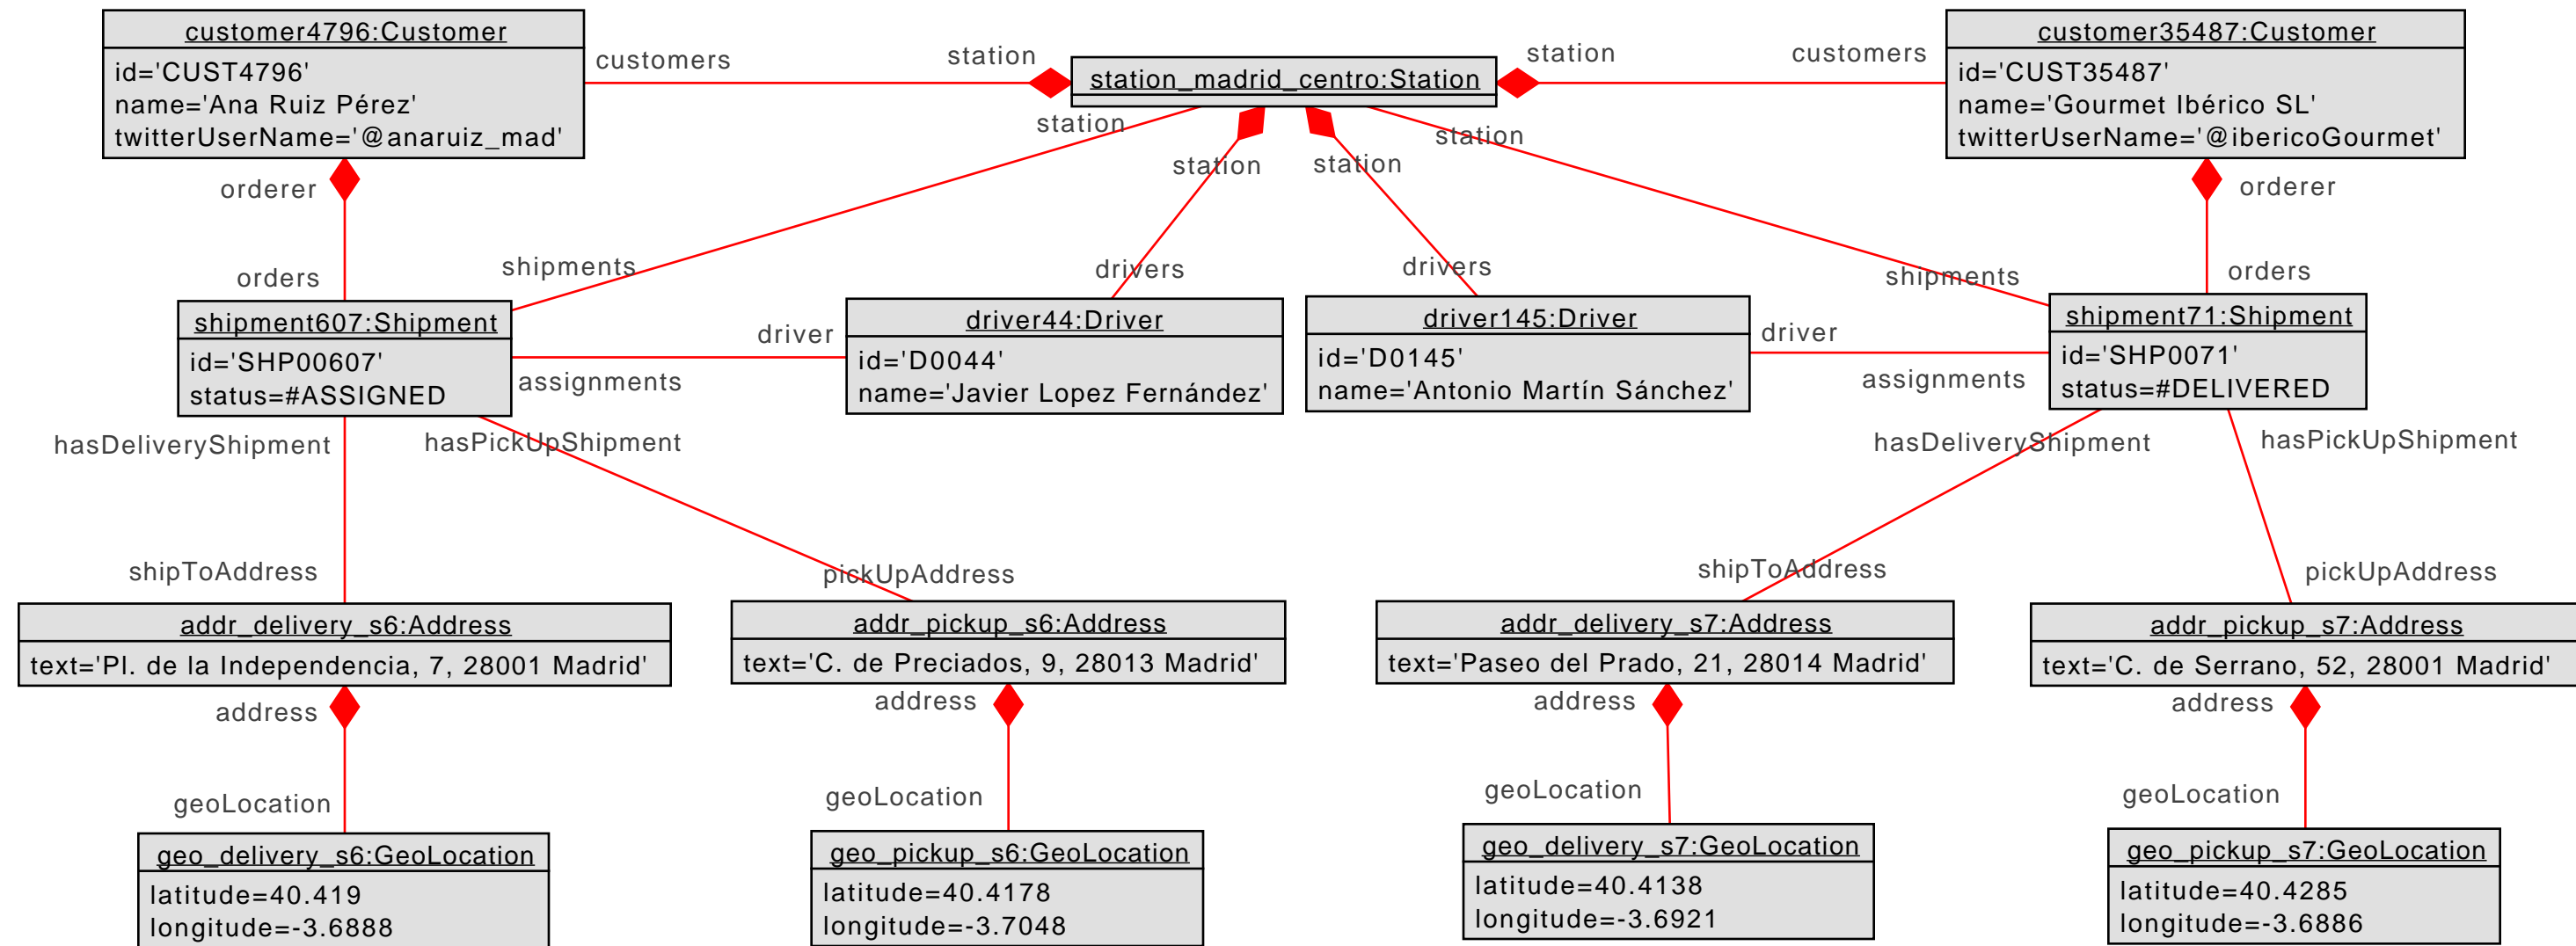 customer4796:Customer
id='CUST4796'
name='Ana Ruiz Pérez'
twitterUserName='@anaruiz_mad'
customers
station
station_madrid_centro:Station
station
customers
customer35487:Customer
id='CUST35487'
name='Gourmet Ibérico SL'
twitterUserName='@ibericoGourmet'
orderer
station
station
station
station
orderer
orders
shipments
drivers
drivers
shipments
orders
shipment607:Shipment
id='SHP00607'
status=#ASSIGNED
driver
assignments
driver44:Driver
id='D0044'
name='Javier Lopez Fernández'
driver145:Driver
id='D0145'
name='Antonio Martín Sánchez'
driver
assignments
shipment71:Shipment
id='SHP0071'
status=#DELIVERED
hasDeliveryShipment
hasPickUpShipment
hasDeliveryShipment
hasPickUpShipment
shipToAddress
pickUpAddress
shipToAddress
pickUpAddress
addr_delivery_s6:Address
text='Pl. de la Independencia, 7, 28001 Madrid'
addr_pickup_s6:Address
text='C. de Preciados, 9, 28013 Madrid'
addr_delivery_s7:Address
text='Paseo del Prado, 21, 28014 Madrid'
addr_pickup_s7:Address
text='C. de Serrano, 52, 28001 Madrid'
address
address
address
address
geoLocation
geoLocation
geoLocation
geoLocation
geo_delivery_s6:GeoLocation
latitude=40.419
longitude=-3.6888
geo_pickup_s6:GeoLocation
latitude=40.4178
longitude=-3.7048
geo_delivery_s7:GeoLocation
latitude=40.4138
longitude=-3.6921
geo_pickup_s7:GeoLocation
latitude=40.4285
longitude=-3.6886